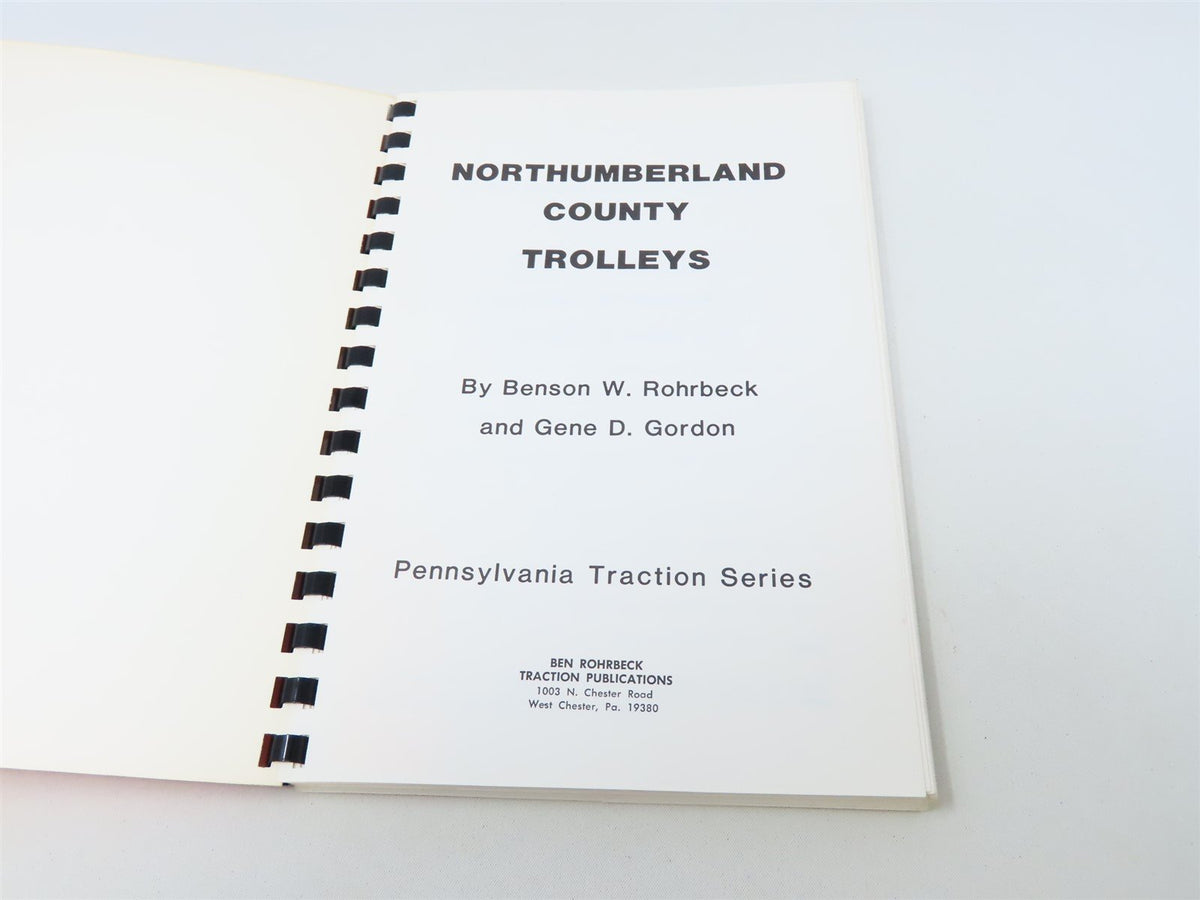 NORTHUMBERLAND
COUNTY
TROLLEYS
By Benson W. Rohrbeck
and Gene D. Gordon
Pennsylvania Traction Series
BEN ROHRBECK
TRACTION PUBLICATIONS
1003 N. Chester Road
West Chester, Pa. 19380